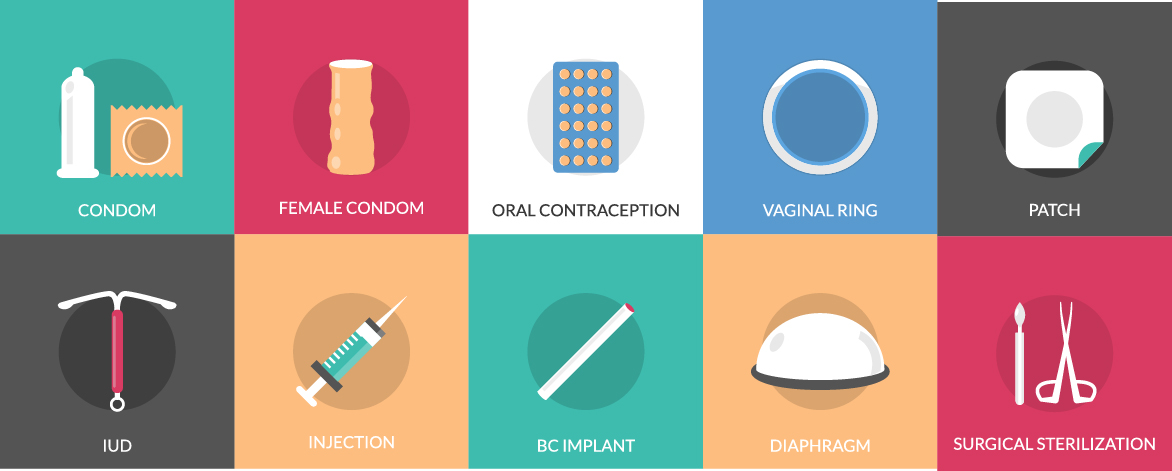 CONDOM
FEMALE CONDOM
ORAL CONTRACEPTION
VAGINAL RING
PATCH
IUD
INJECTION
BC IMPLANT
DIAPHRAGM
SURGICAL STERILIZATION